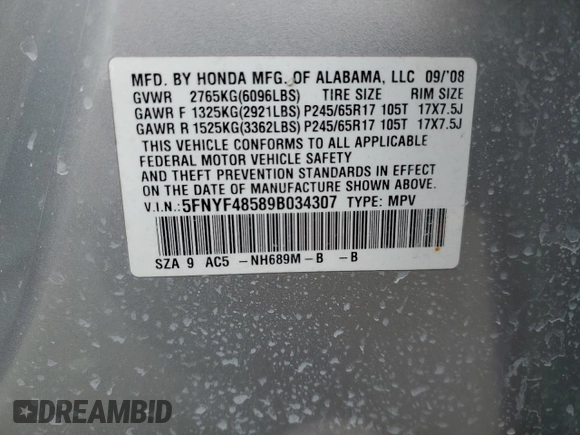 MFD. BY HONDA MFG. OF ALABAMA, LLC 09/'08
GVWR 2765KG(6096LBS) TIRE SIZE RIM SIZE
GAWR F 1325KG(2921LBS) P245/65R17 105T 17X7.5J
GAWR R 1525KG(3362LBS) P245/65R17 105T 17X7.5J
THIS VEHICLE CONFORMS TO ALL APPLICABLE
FEDERAL MOTOR VEHICLE SAFETY
AND THEFT PREVENTION STANDARDS IN EFFECT
ON THE DATE OF MANUFACTURE SHOWN ABOVE.
V.I.N.: 5FNYF48589B034307 TYPE: MPV
SZA 9 AC5 -NH689M-B -B
DREAMBID